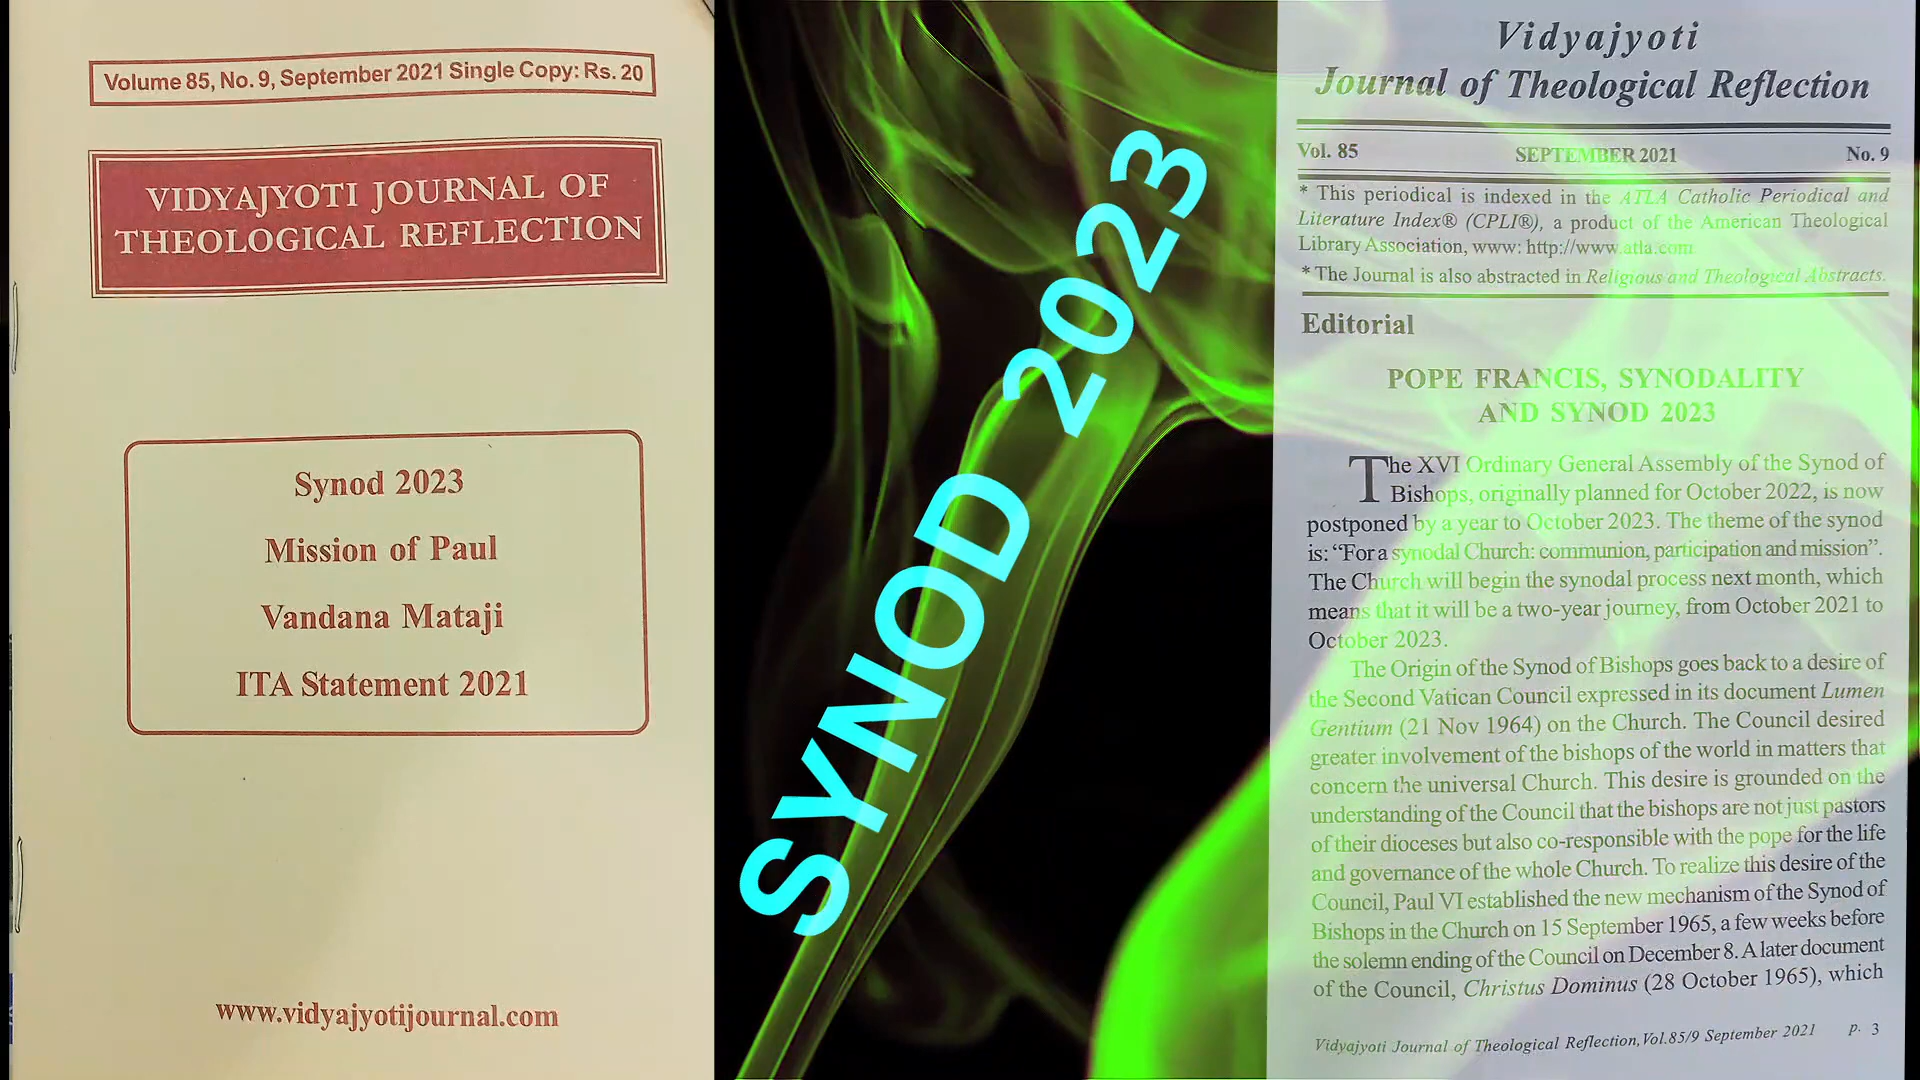 Volume 85, No. 9, September 2021 Single Copy: Rs. 20
VIDYAJYOTI JOURNAL OF
THEOLOGICAL REFLECTION
Synod 2023
Mission of Paul
Vandana Mataji
ITA Statement 2021
www.vidyajyotijournal.com
SYNOD 2023
Vidyajyoti
Journal of Theological Reflection
Vol. 85 SEPTEMBER 2021 No. 9
* This periodical is indexed in the ATLA Catholic Periodical and
Literature Index® (CPLI®), a product of the American Theological
Library Association, www: http://www.atla.com
* The Journal is also abstracted in Religious and Theological Abstracts.
Editorial
POPE FRANCIS, SYNODALITY
AND SYNOD 2023
The XVI Ordinary General Assembly of the Synod of
Bishops, originally planned for October 2022, is now
postponed by a year to October 2023. The theme of the synod
is: “For a synodal Church: communion, participation and mission”.
The Church will begin the synodal process next month, which
means that it will be a two-year journey, from October 2021 to
October 2023.
The Origin of the Synod of Bishops goes back to a desire of
the Second Vatican Council expressed in its document Lumen
Gentium (21 Nov 1964) on the Church. The Council desired
greater involvement of the bishops of the world in matters that
concern the universal Church. This desire is grounded on the
understanding of the Council that the bishops are not just pastors
of their dioceses but also co-responsible with the pope for the life
and governance of the whole Church. To realize this desire of the
Council, Paul VI established the new mechanism of the Synod of
Bishops in the Church on 15 September 1965, a few weeks before
the solemn ending of the Council on December 8. A later document
of the Council, Christus Dominus (28 October 1965), which
Vidyajyoti Journal of Theological Reflection, Vol.85/9 September 2021 p. 3